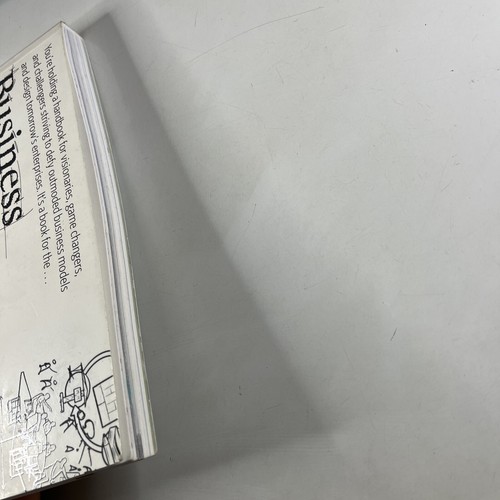 You're holding a handbook for visionaries, game changers,
and challengers striving to defy outmoded business models
and design tomorrow's enterprises. It's a book for the . . .
Business